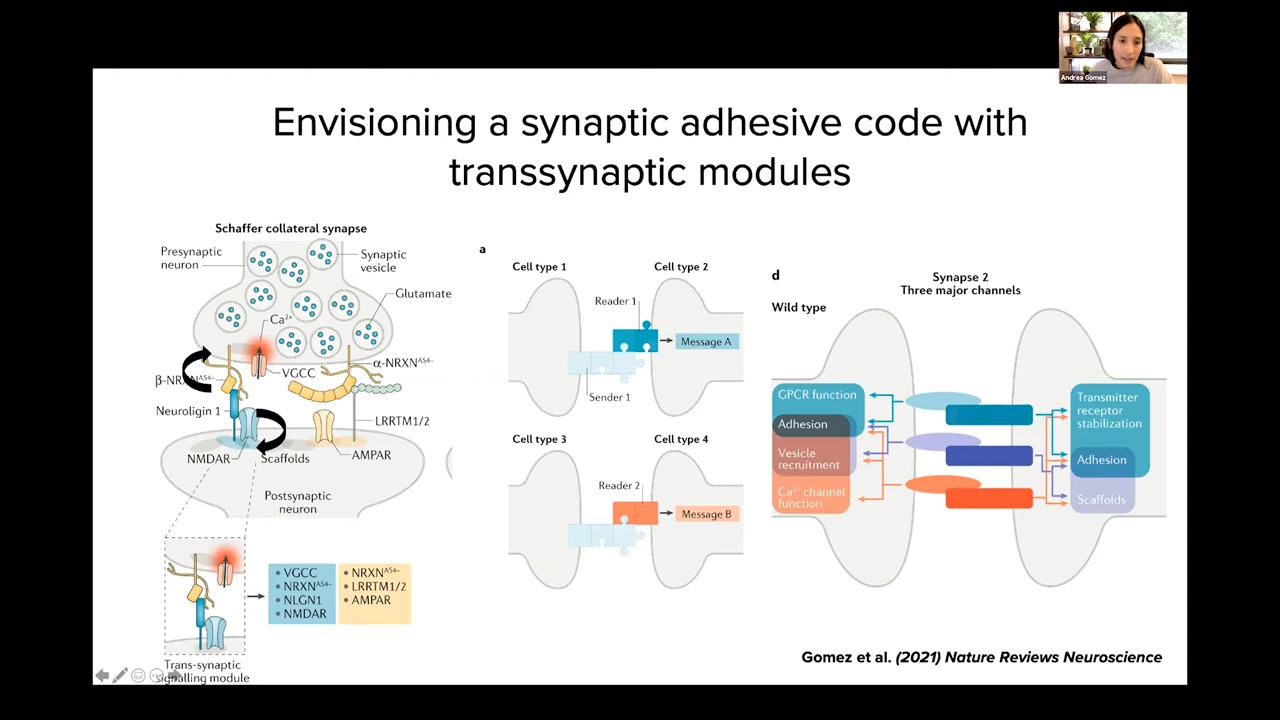 Andrea Gomez
Envisioning a synaptic adhesive code with
transsynaptic modules
Schaffer collateral synapse
Presynaptic
neuron
Synaptic
vesicle
Glutamate
Ca²⁺
α-NRXNᴬˢ⁴⁻
VGCC
β-NRXNᴬˢ⁴⁻
Neuroligin 1
LRRTM1/2
NMDAR
Scaffolds
AMPAR
Postsynaptic
neuron
• VGCC
• NRXNᴬˢ⁴⁻
• NLGN1
• NMDAR
• NRXNᴬˢ⁴⁻
• LRRTM1/2
• AMPAR
Trans-synaptic
signalling module
a
Cell type 1
Cell type 2
Reader 1
Message A
Sender 1
Cell type 3
Cell type 4
Reader 2
Message B
d
Synapse 2
Three major channels
Wild type
GPCR function
Adhesion
Vesicle
recruitment
Ca²⁺ channel
function
Transmitter
receptor
stabilization
Adhesion
Scaffolds
Gomez et al. (2021) Nature Reviews Neuroscience